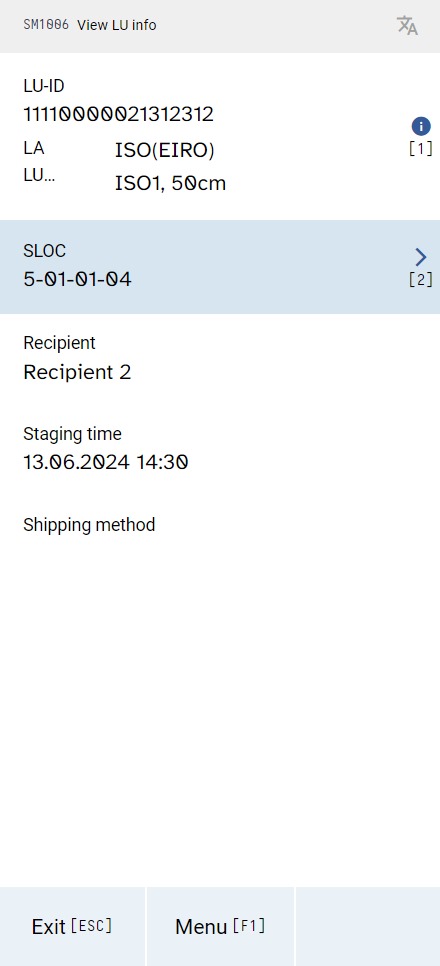 SM1006 View LU info
LU-ID
11110000021312312
[1]
LA ISO(EIRO)
LU... ISO1, 50cm
SLOC
5-01-01-04
[2]
Recipient
Recipient 2
Staging time
13.06.2024 14:30
Shipping method
Exit [ESC] Menu [F1]